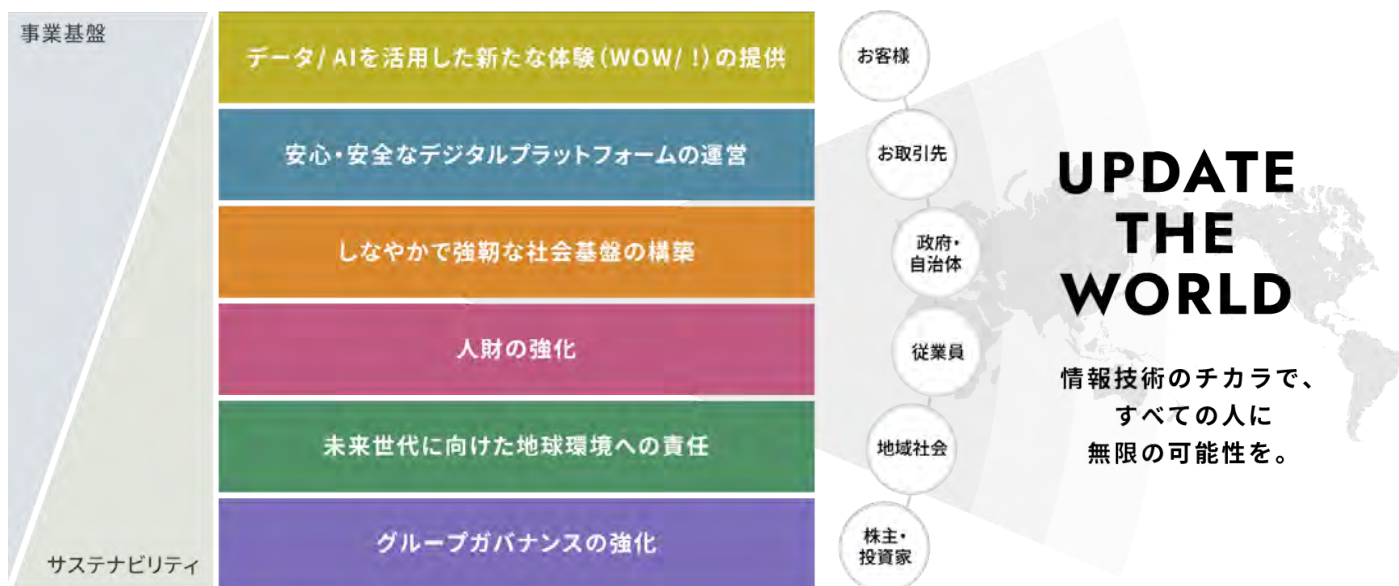 事業基盤
サステナビリティ
データ/ AIを活用した新たな体験（WOW/ !）の提供
安心・安全なデジタルプラットフォームの運営
しなやかで強靭な社会基盤の構築
人財の強化
未来世代に向けた地球環境への責任
グループガバナンスの強化
お客様
お取引先
政府・
自治体
従業員
地域社会
株主・
投資家
UPDATE
THE
WORLD
情報技術のチカラで、
すべての人に
無限の可能性を。